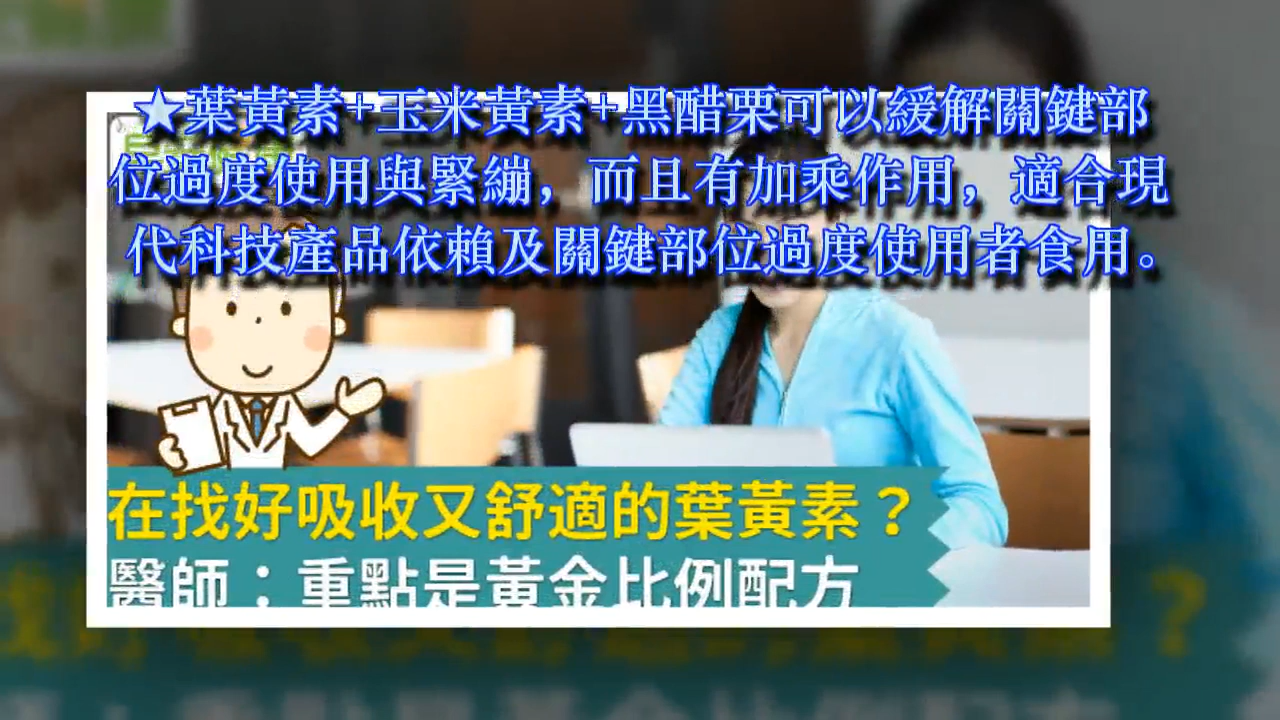 ★葉黃素+玉米黃素+黑醋栗可以緩解關鍵部
位過度使用與緊繃，而且有加乘作用，適合現
代科技產品依賴及關鍵部位過度使用者食用。
在找好吸收又舒適的葉黃素？
醫師：重點是黃金比例配方